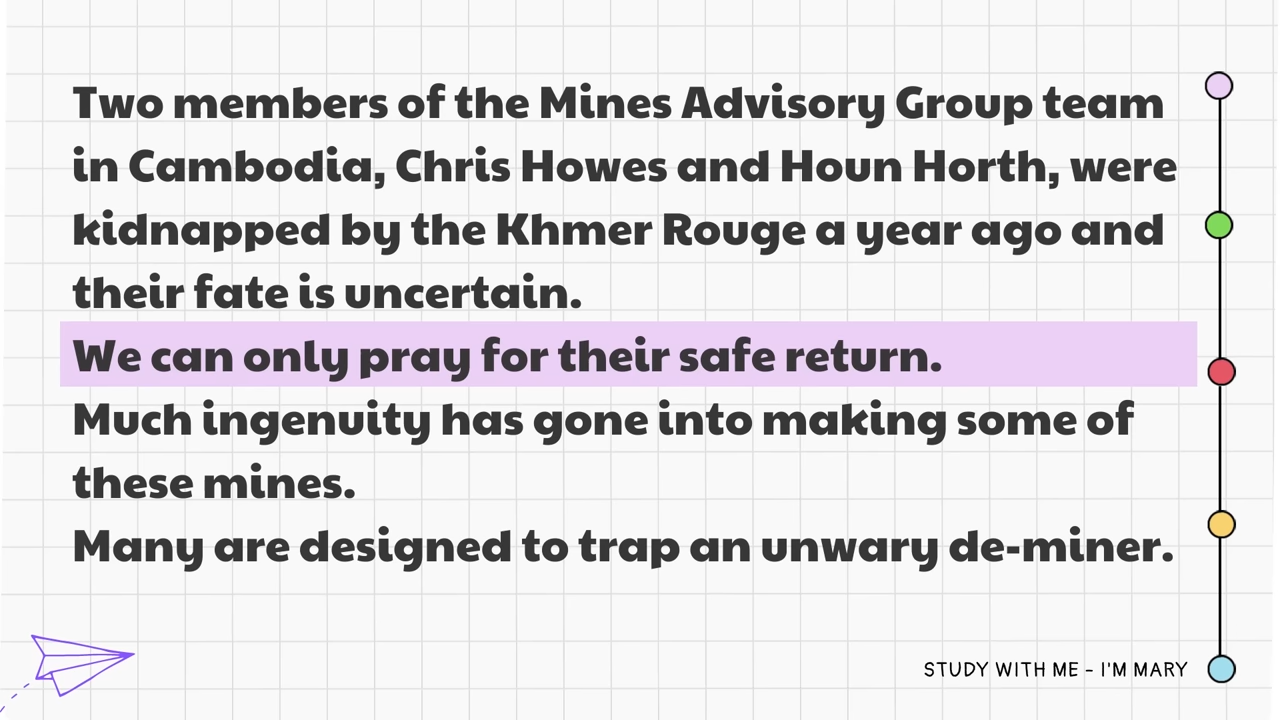 Two members of the Mines Advisory Group team
in Cambodia, Chris Howes and Houn Horth, were
kidnapped by the Khmer Rouge a year ago and
their fate is uncertain.
We can only pray for their safe return.
Much ingenuity has gone into making some of
these mines.
Many are designed to trap an unwary de-miner.
STUDY WITH ME - I'M MARY